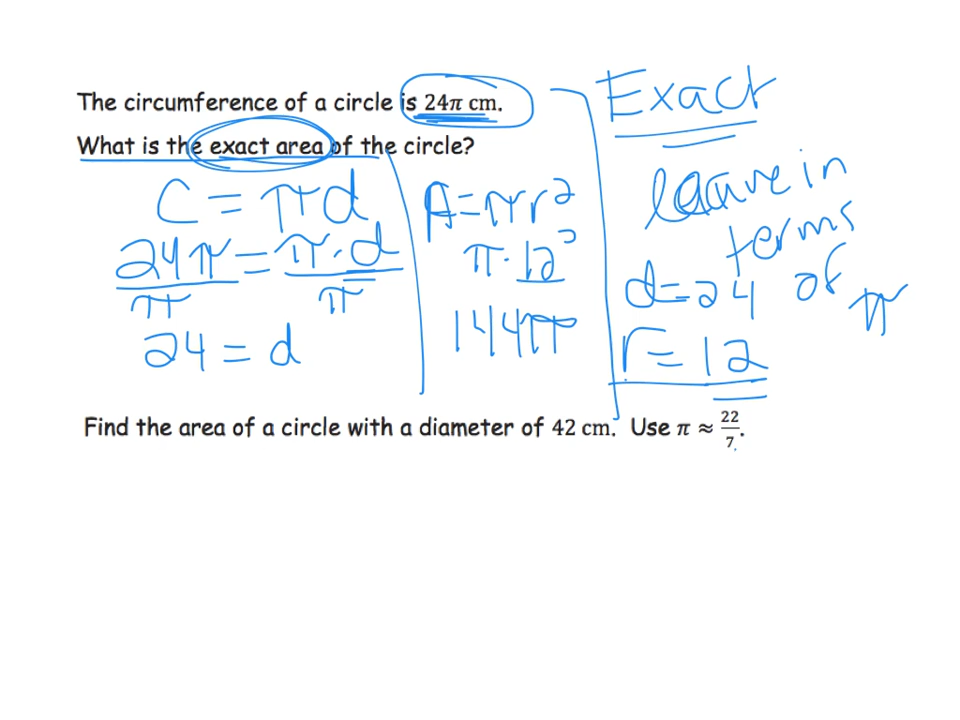 The circumference of a circle is 24π cm.
What is the exact area of the circle?
C = πd
24π = π · d
π π
24 = d
A = πr²
π · 12²
144π
Exact
leave in
terms
of π
d = 24
r = 12
Find the area of a circle with a diameter of 42 cm. Use π ≈ 22/7.